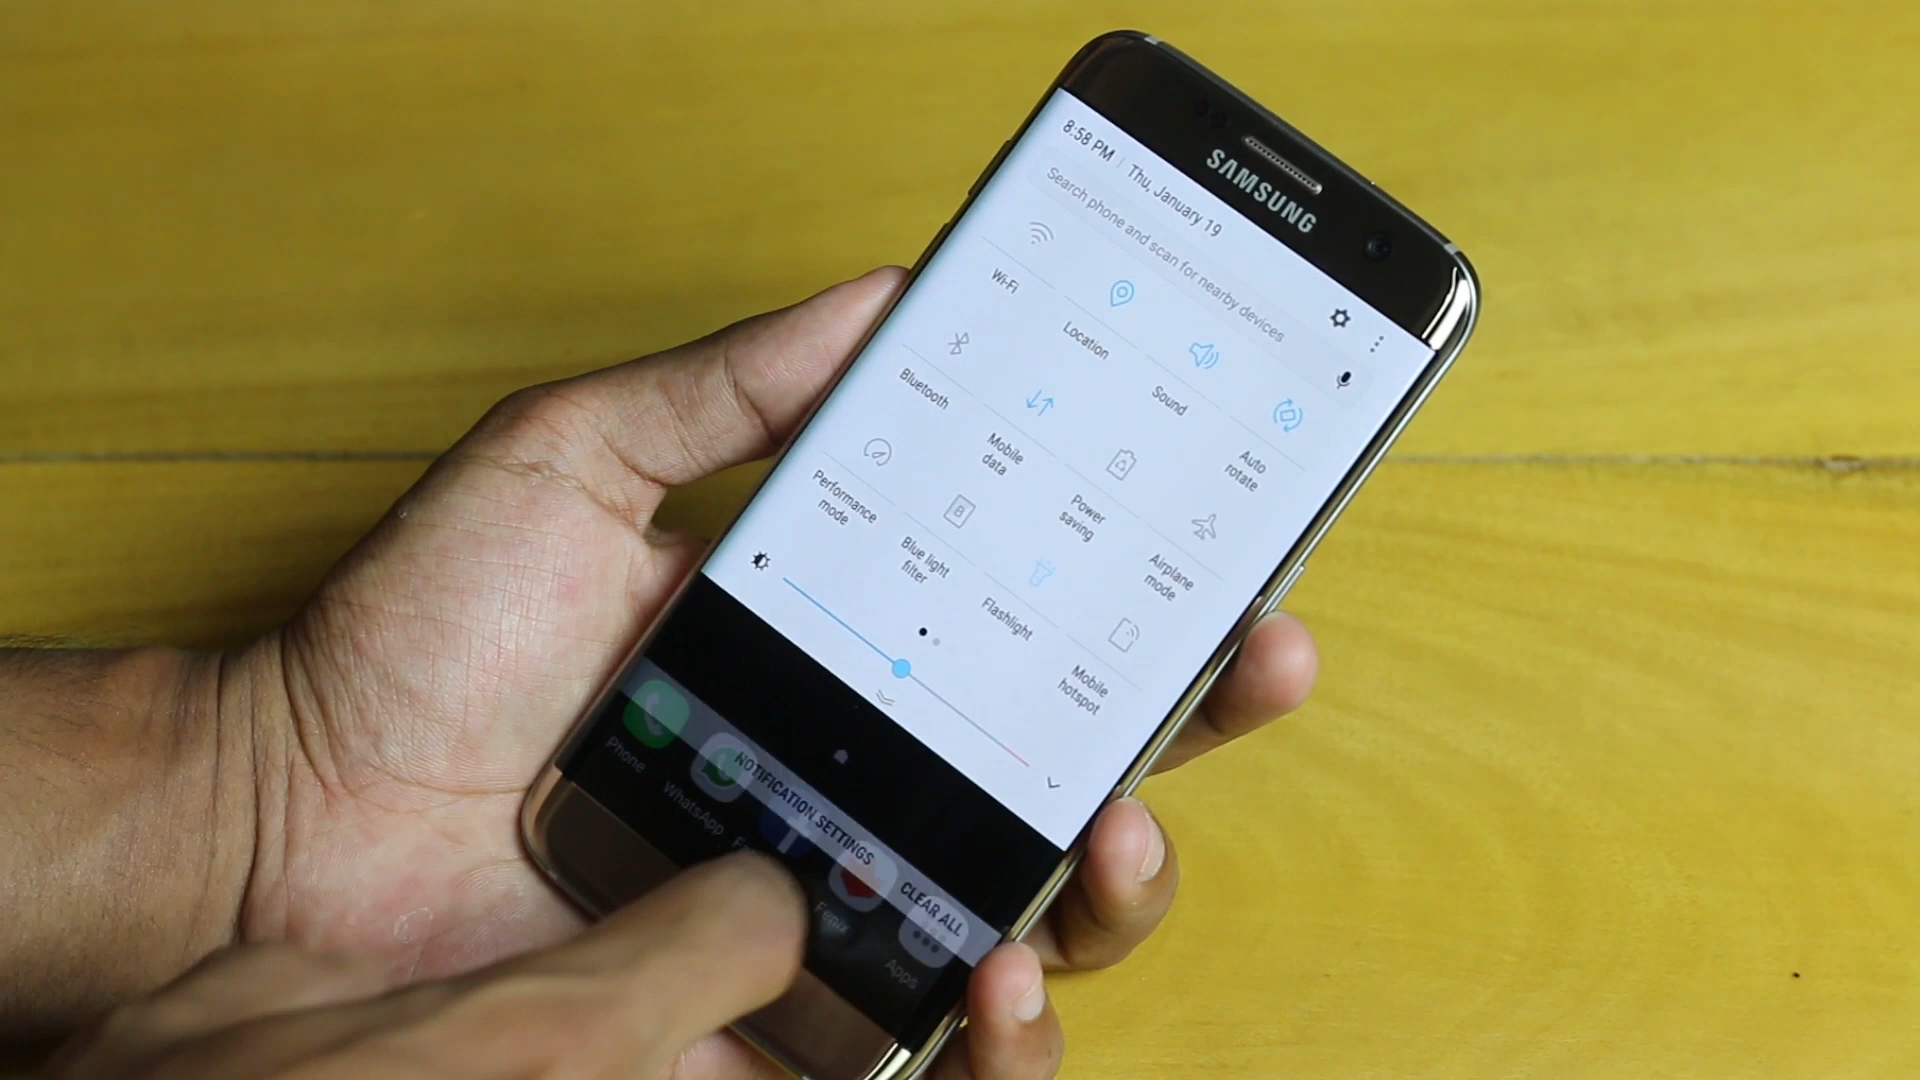 SAMSUNG
8:58 PM | Thu, January 19
Search phone and scan for nearby devices
Wi-Fi
Location
Sound
Auto
rotate
Bluetooth
Mobile
data
Power
saving
Airplane
mode
Performance
mode
B
Blue light
filter
Flashlight
Mobile
hotspot
NOTIFICATION SETTINGS
CLEAR ALL
Phone
WhatsApp
Fenix
Apps